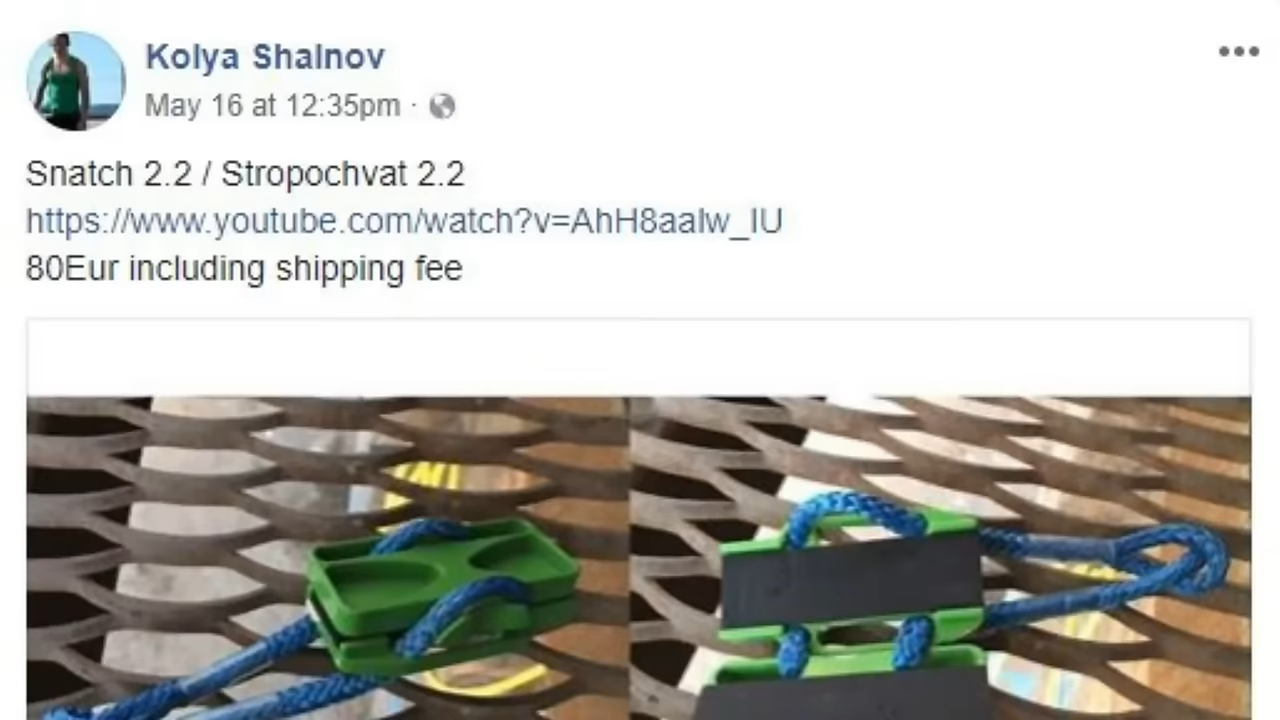 Kolya Shalnov
May 16 at 12:35pm ·
Snatch 2.2 / Stropochvat 2.2
https://www.youtube.com/watch?v=AhH8aalw_IU
80Eur including shipping fee